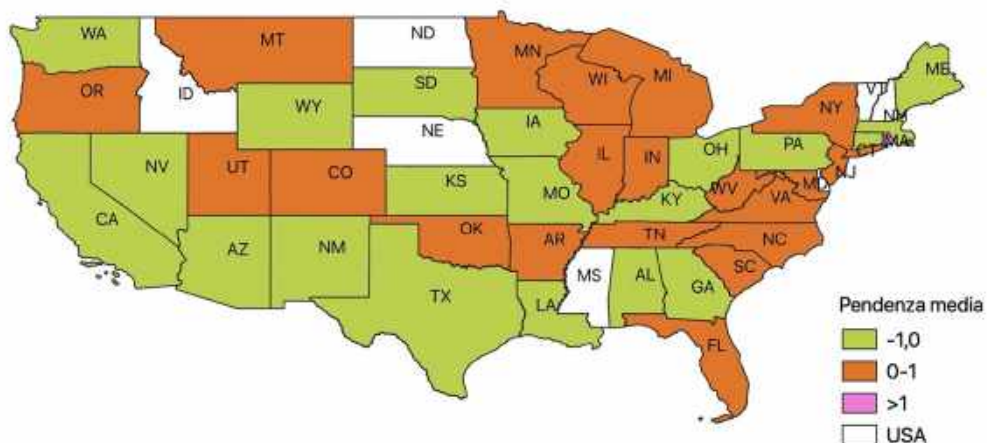 WA
MT
ND
MN
ME
OR
ID
SD
WI
MI
NY
WY
NE
IA
PA
NV
UT
CO
KS
IL
IN
OH
CT
NJ
CA
MO
WV
VA
KY
AZ
NM
OK
AR
TN
NC
TX
MS
AL
GA
SC
LA
FL
Pendenza media
-1,0
0-1
>1
USA